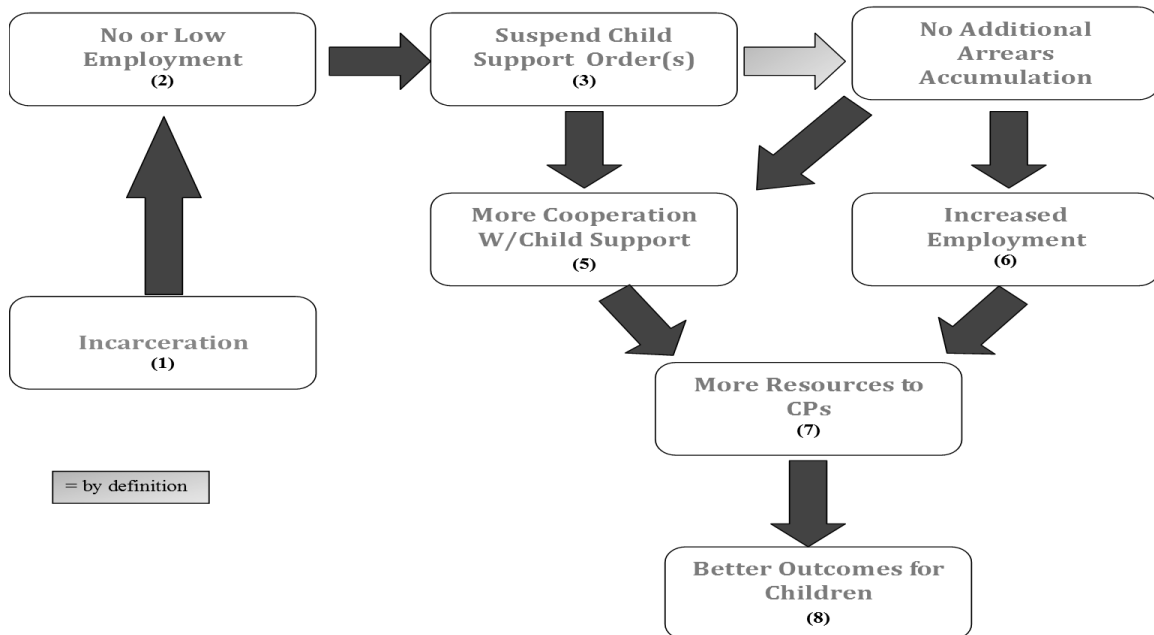 No or Low
Employment
(2)
Suspend Child
Support Order(s)
(3)
No Additional
Arrears
Accumulation
More Cooperation
W/Child Support
(5)
Increased
Employment
(6)
Incarceration
(1)
More Resources to
CPs
(7)
= by definition
Better Outcomes for
Children
(8)